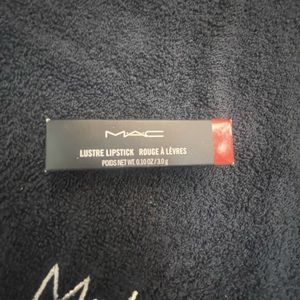 MAC
LUSTRE LIPSTICK ROUGE À LÈVRES
POIDS NET WT. 0.10 OZ / 3.0 g